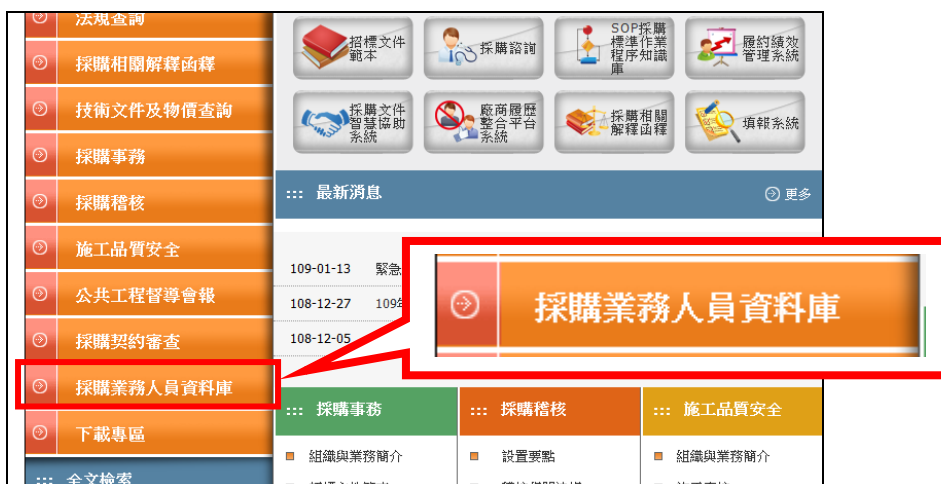 法規查詢
採購相關解釋函釋
技術文件及物價查詢
採購事務
採購稽核
施工品質安全
公共工程督導會報
採購契約審查
採購業務人員資料庫
下載專區
::: 全文檢索
招標文件
範本
採購諮詢
SOP採購
標準作業
程序知識
庫
履約績效
管理系統
採購文件
智慧協助
系統
廠商履歷
整合平台
系統
採購相關
解釋函釋
填報系統
::: 最新消息
更多
109-01-13 緊急
108-12-27 109年
108-12-05
採購業務人員資料庫
::: 採購事務
組織與業務簡介
::: 採購稽核
設置要點
::: 施工品質安全
組織與業務簡介